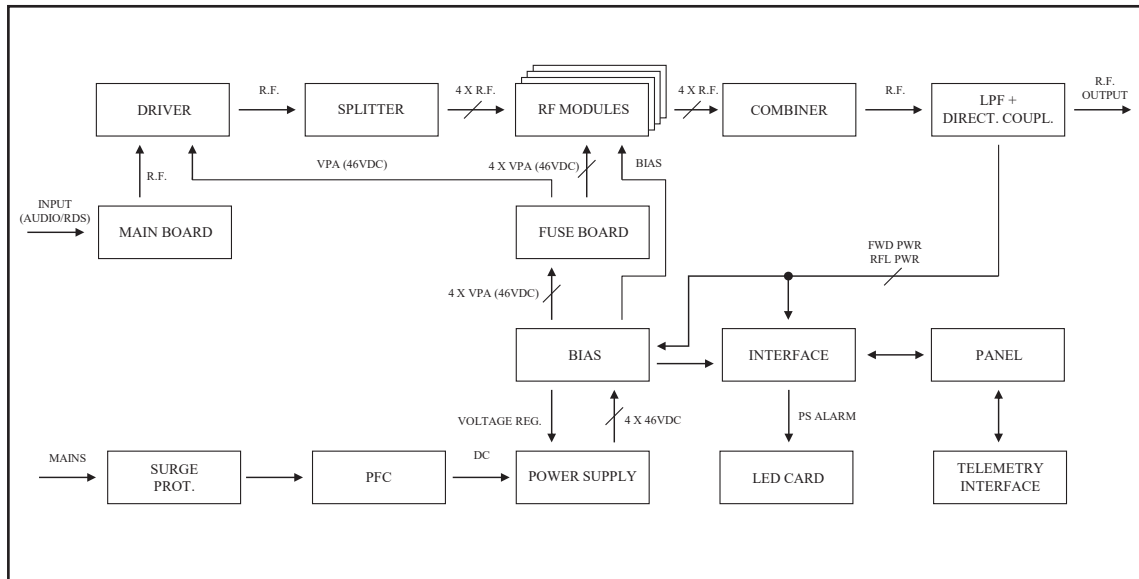 R.F.
4 X R.F.
4 X R.F.
R.F.
R.F.
OUTPUT
DRIVER
SPLITTER
RF MODULES
COMBINER
LPF +
DIRECT. COUPL.
R.F.
VPA (46VDC)
4 X VPA (46VDC)
BIAS
INPUT
(AUDIO/RDS)
MAIN BOARD
FUSE BOARD
FWD PWR
RFL PWR
4 X VPA (46VDC)
BIAS
INTERFACE
PANEL
VOLTAGE REG.
4 X 46VDC
PS ALARM
MAINS
SURGE
PROT.
PFC
DC
POWER SUPPLY
LED CARD
TELEMETRY
INTERFACE